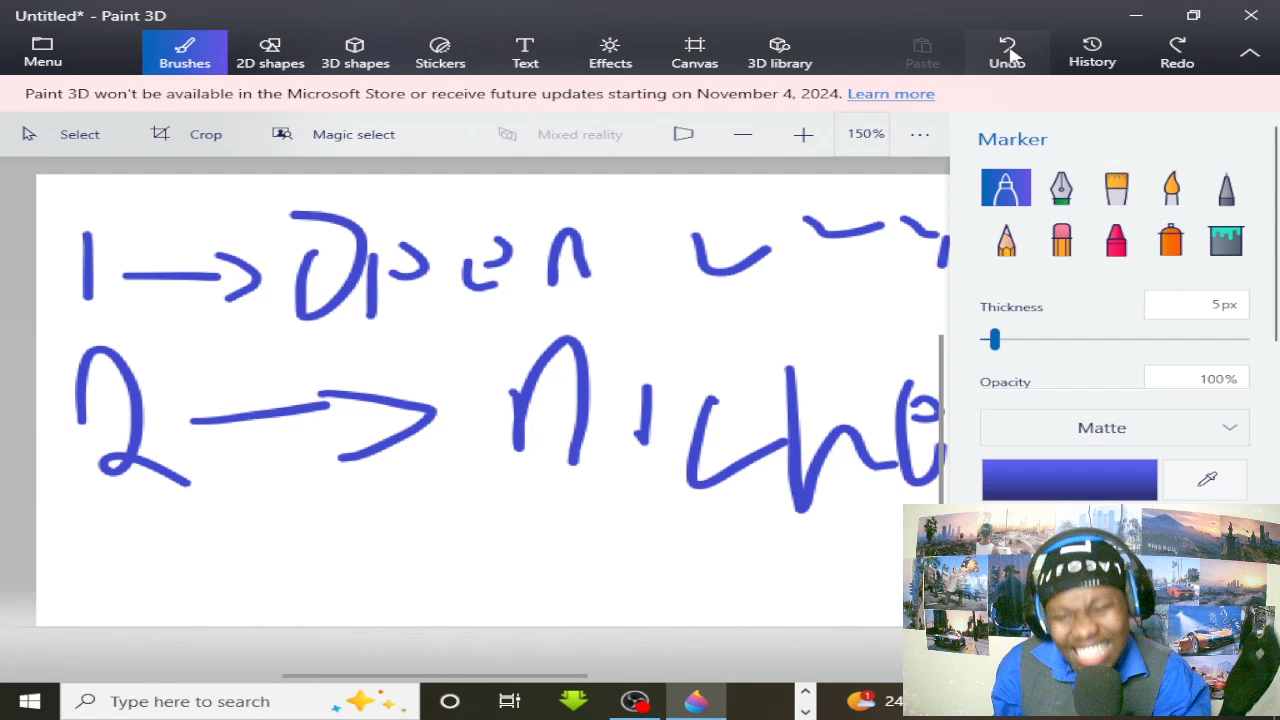 Untitled* - Paint 3D
Menu Brushes 2D shapes 3D shapes Stickers Text Effects Canvas 3D library Paste Undo History Redo
Paint 3D won't be available in the Microsoft Store or receive future updates starting on November 4, 2024. Learn more
Select Crop Magic select Mixed reality 150% ...
Marker
1 → Open
Thickness 5px
2 → niche
Opacity 100%
Matte
Type here to search
1
24